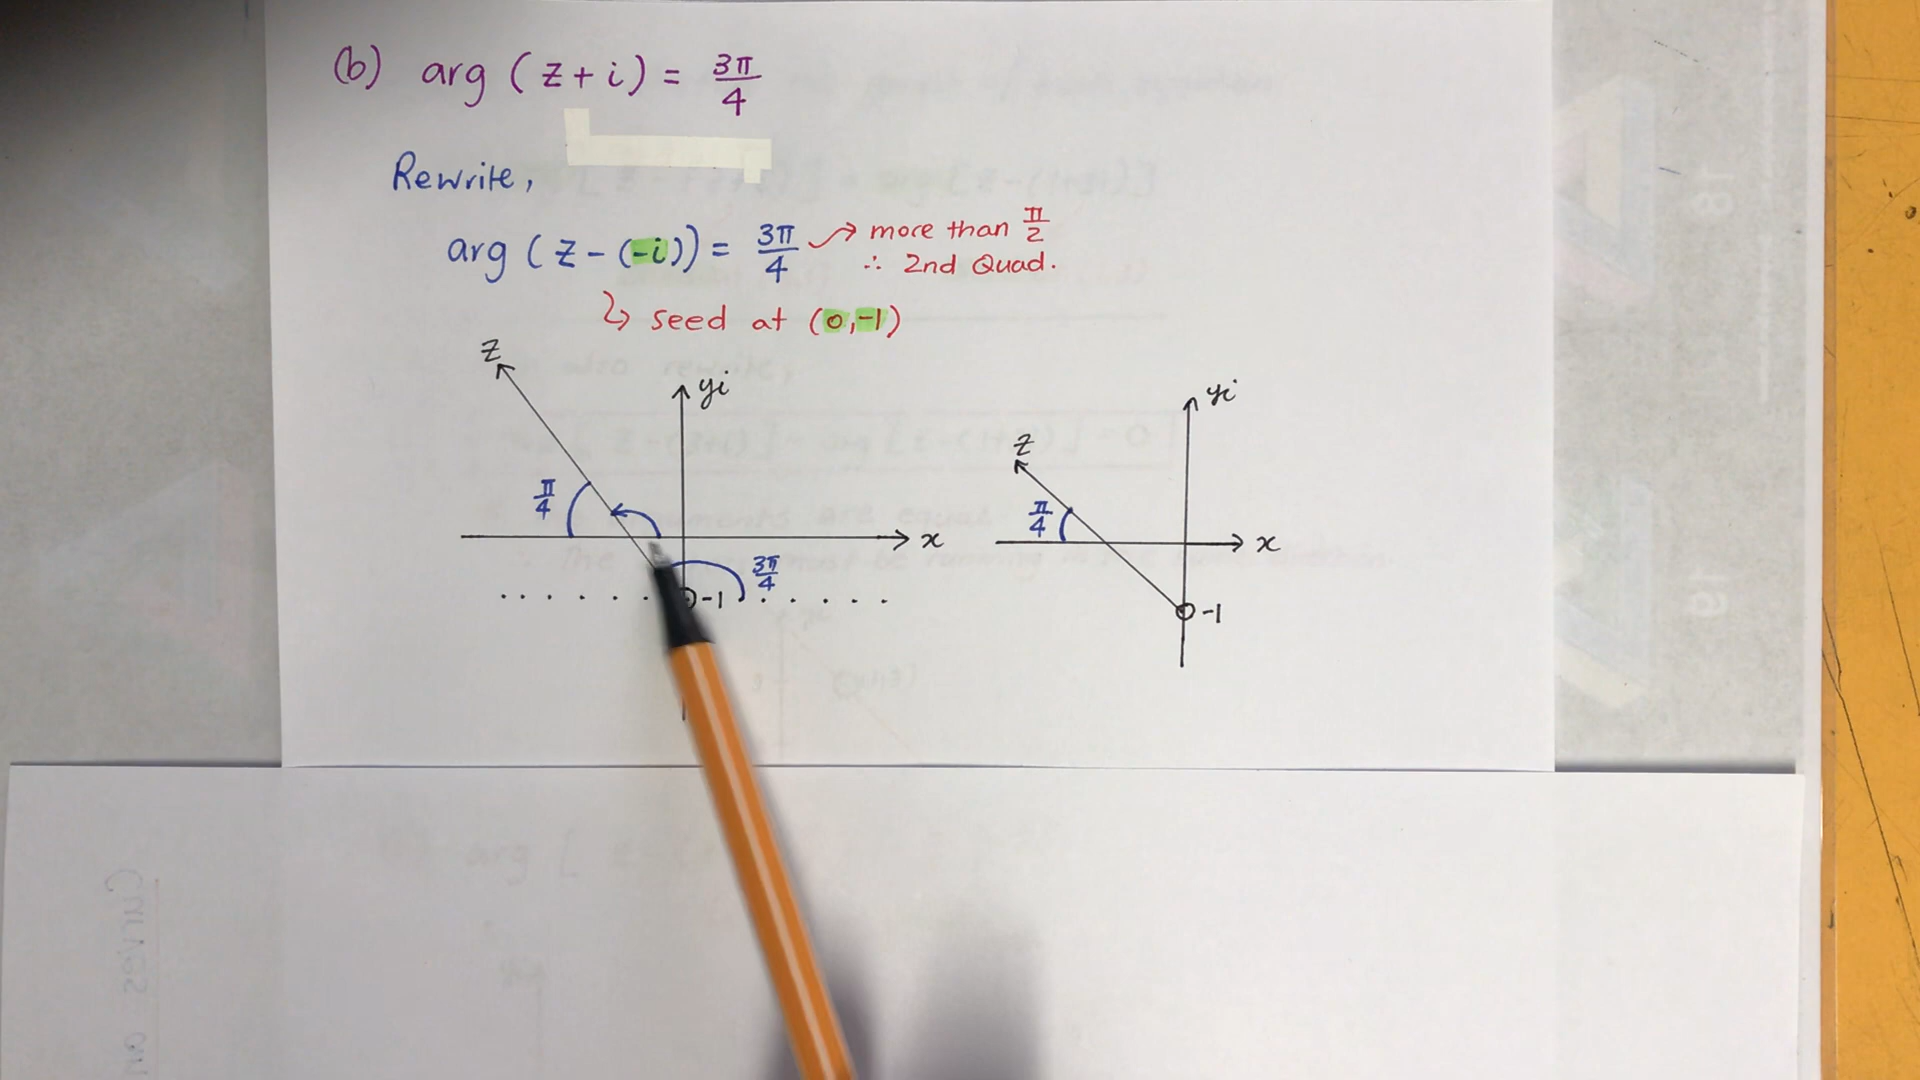 (b) arg (z+i) = 3π/4
Rewrite,
arg (z-(-i)) = 3π/4 → more than π/2
∴ 2nd Quad.
↳ seed at (0,-1)
z
yi
π/4
x
3π/4
-1
yi
z
π/4
x
-1